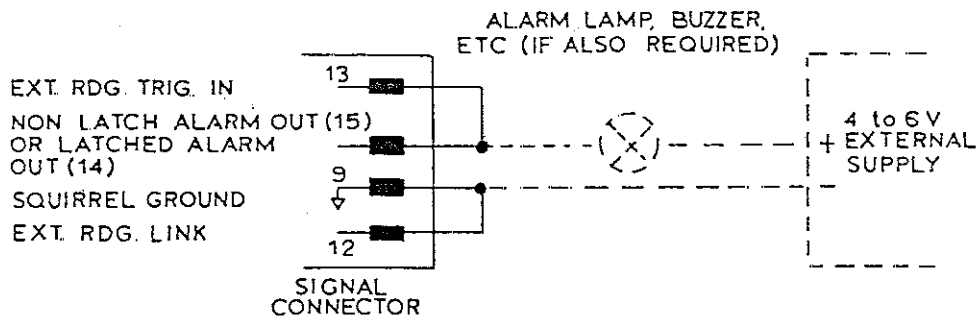 ALARM LAMP, BUZZER,
ETC (IF ALSO REQUIRED)
13
EXT. RDG. TRIG. IN
NON LATCH ALARM OUT (15)
OR LATCHED ALARM
OUT (14)
9
SQUIRREL GROUND
EXT. RDG. LINK
12
SIGNAL
CONNECTOR
4 to 6 V
+ EXTERNAL
SUPPLY
-